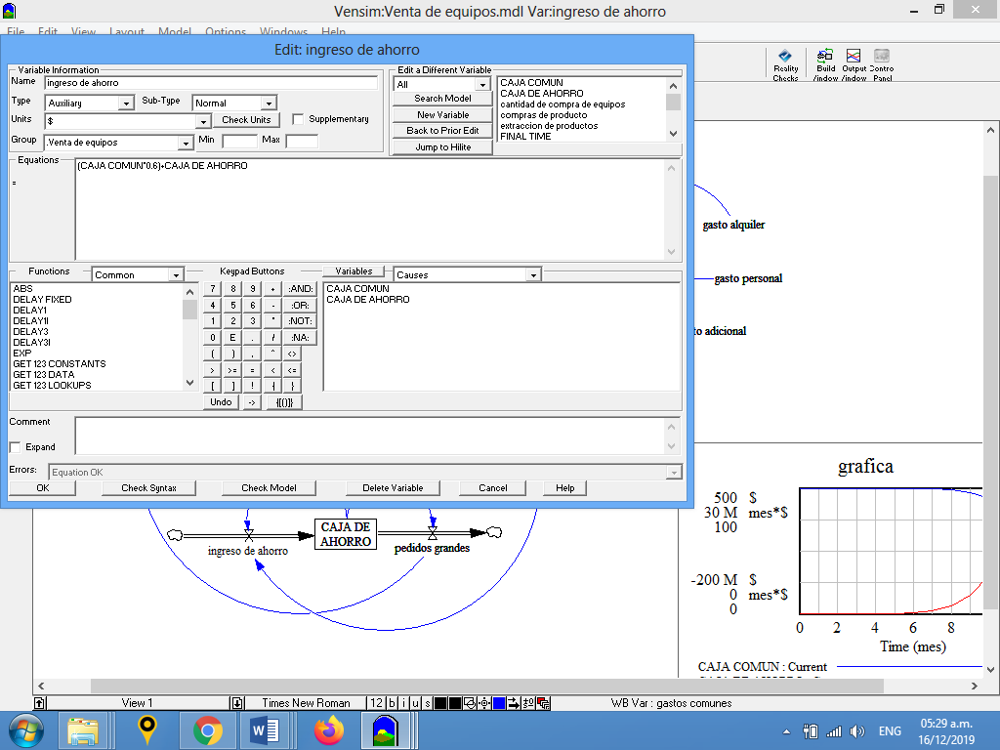 Vensim:Venta de equipos.mdl Var:ingreso de ahorro
File Edit View Layout Model Options Windows Help
Edit: ingreso de ahorro
Variable Information
Name ingreso de ahorro
Type Auxiliary Sub-Type Normal
Units $ Check Units Supplementary
Group .Venta de equipos Min Max
Edit a Different Variable
All
Search Model
New Variable
Back to Prior Edit
Jump to Hilite
CAJA COMUN
CAJA DE AHORRO
cantidad de compra de equipos
compras de producto
extraccion de productos
FINAL TIME
Reality Checks
Build Window
Output Window
Control Panel
Equations
=
(CAJA COMUN*0.6)+CAJA DE AHORRO
Functions Common
Keypad Buttons
Variables Causes
ABS
DELAY FIXED
DELAY1
DELAY1I
DELAY3
DELAY3I
EXP
GET 123 CONSTANTS
GET 123 DATA
GET 123 LOOKUPS
7 8 9 + :AND:
4 5 6 - :OR:
1 2 3 * :NOT:
0 E . / :NA:
( ) , ^ <>
> >= = < <=
[ ] ! { }
Undo -> {[()]}
CAJA COMUN
CAJA DE AHORRO
Comment
Expand
Errors: Equation OK
OK Check Syntax Check Model Delete Variable Cancel Help
gasto alquiler
gasto personal
to adicional
CAJA DE
AHORRO
ingreso de ahorro
pedidos grandes
grafica
500 $
30 M mes*$
100
-200 M $
0 mes*$
0
0 2 4 6 8
Time (mes)
CAJA COMUN : Current
View 1 Times New Roman 12 b i u s
WB Var : gastos comunes
ENG
05:29 a.m.
16/12/2019